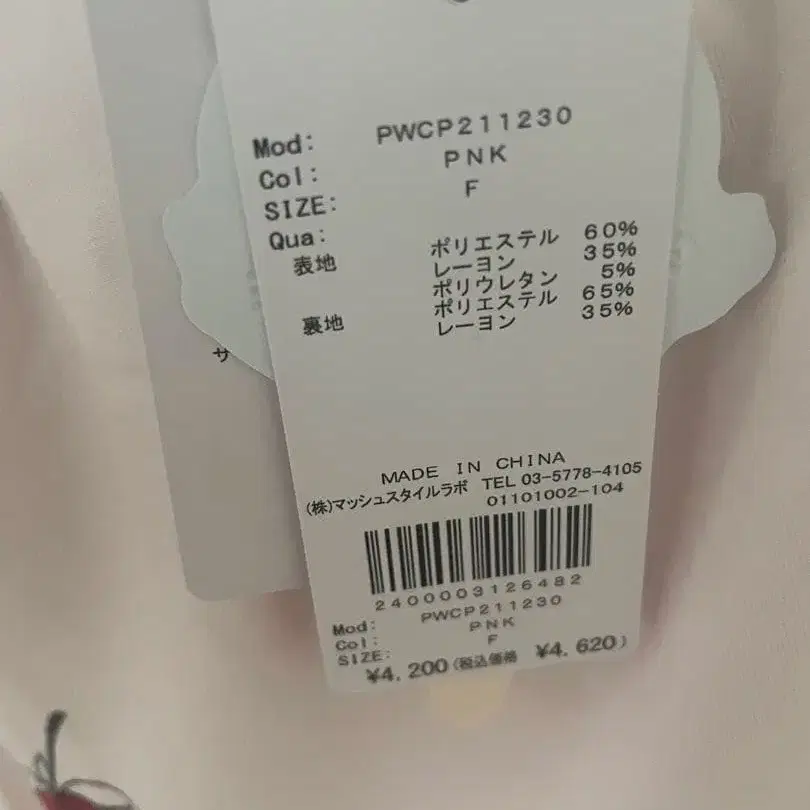 Mod: PWCP211230
Col: PNK
SIZE: F
Qua:
表地 ポリエステル 60%
レーヨン 35%
ポリウレタン 5%
裏地 ポリエステル 65%
レーヨン 35%
サ
MADE IN CHINA
(株)マッシュスタイルラボ TEL 03-5778-4105
01101002-104
2400003126482
Mod: PWCP211230
Col: PNK
SIZE: F
¥4,200(税込価格 ¥4,620)